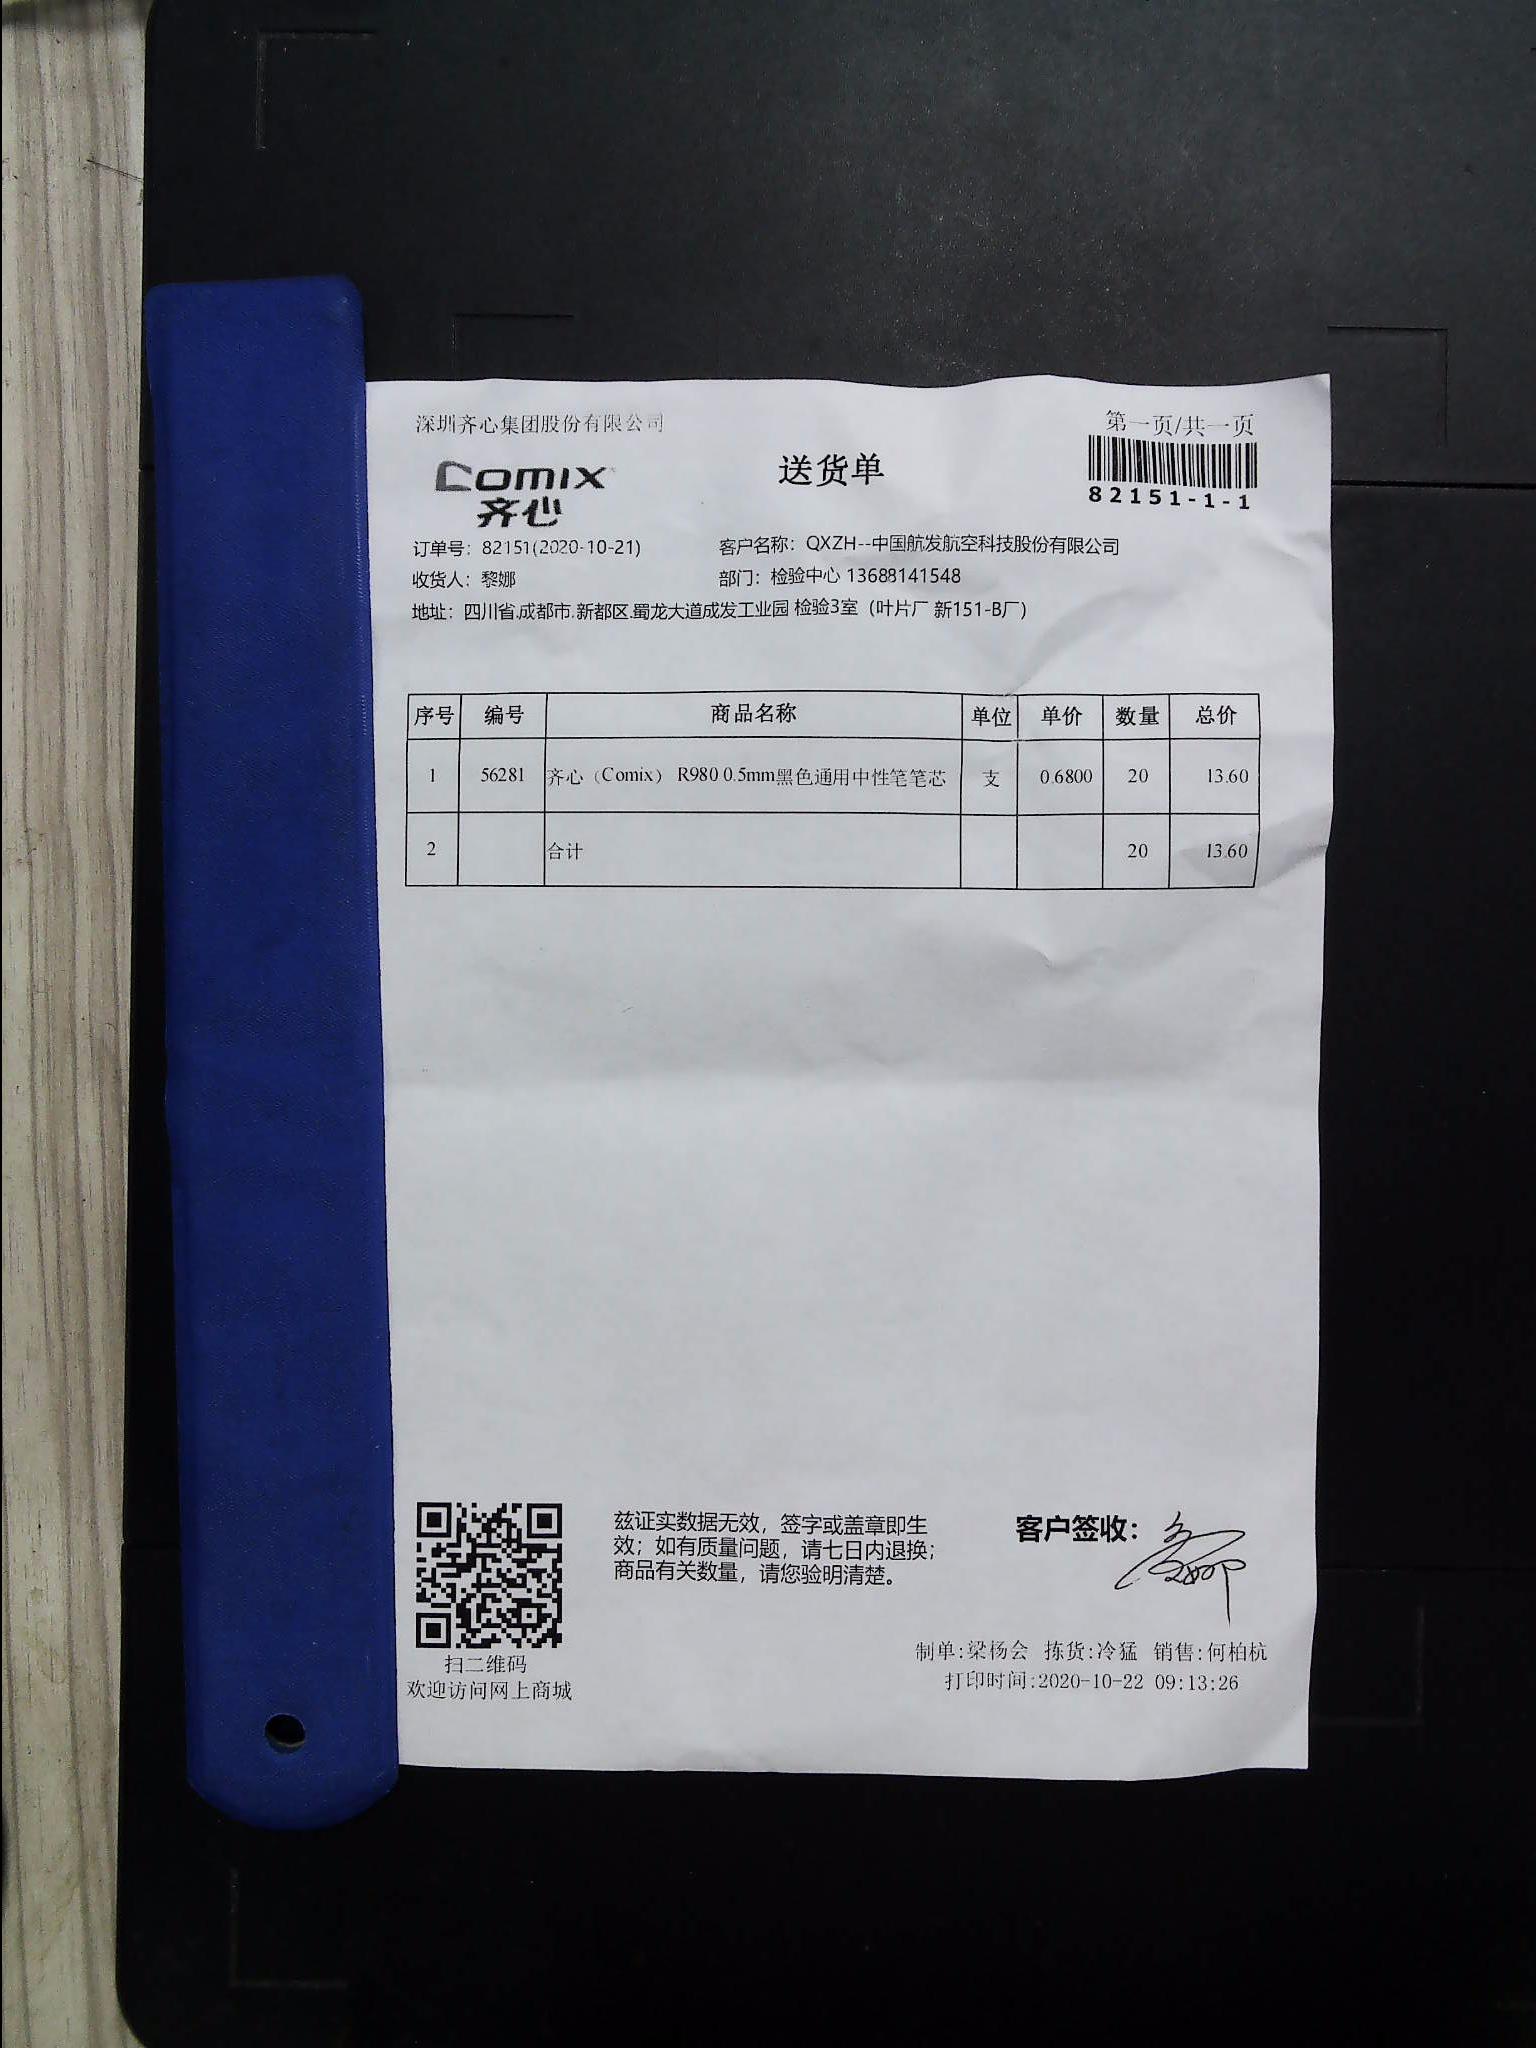 深圳齐心集团股份有限公司
第一页/共一页
comix
齐心
送货单
82151-1-1
订单号：82151(2020-10-21) 客户名称：QXZH--中国航发航空科技股份有限公司
收货人：黎娜 部门：检验中心 13688141548
地址：四川省.成都市.新都区.蜀龙大道成发工业园 检验3室（叶片厂 新151-B厂）
序号 编号 商品名称 单位 单价 数量 总价
1 56281 齐心（Comix） R980 0.5mm黑色通用中性笔笔芯 支 0.6800 20 13.60
2 合计 20 13.60
兹证实数据无效，签字或盖章即生
效；如有质量问题，请七日内退换；
商品有关数量，请您验明清楚。
客户签收：
扫二维码
欢迎访问网上商城
制单:梁杨会 拣货:冷猛 销售:何柏杭
打印时间:2020-10-22 09:13:26